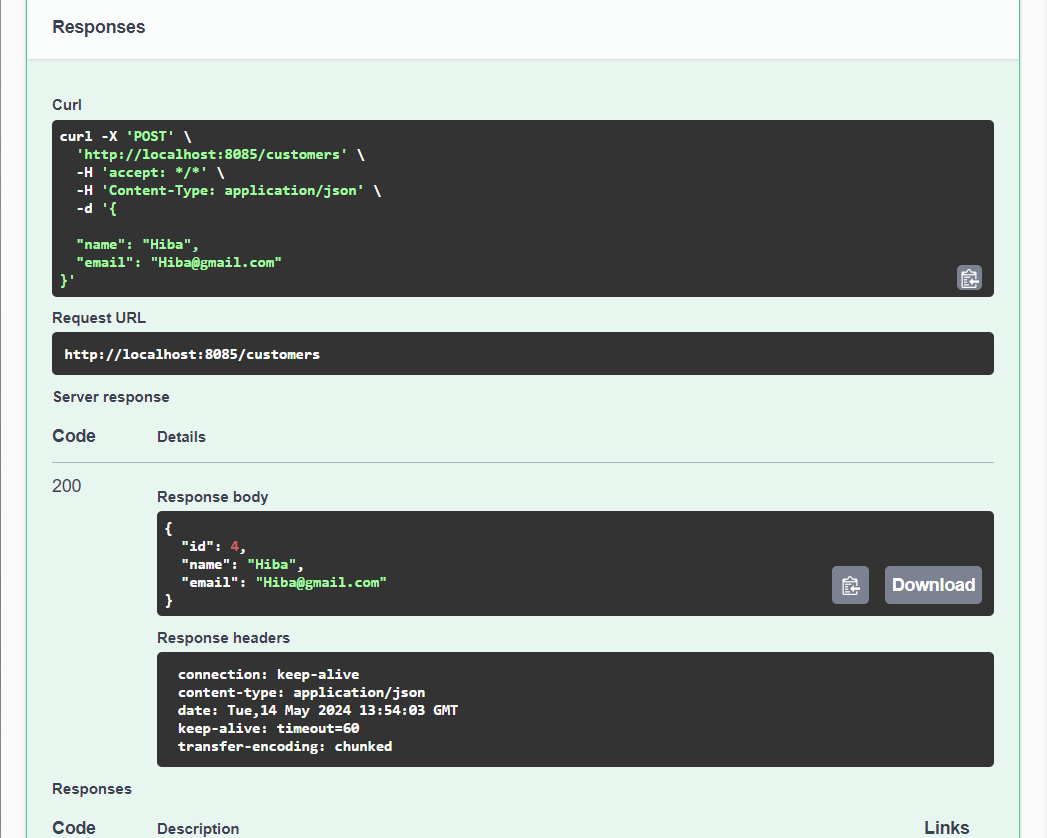 Responses
Curl
curl -X 'POST' \
  'http://localhost:8085/customers' \
  -H 'accept: */*' \
  -H 'Content-Type: application/json' \
  -d '{
  "name": "Hiba",
  "email": "Hiba@gmail.com"
}'
Request URL
http://localhost:8085/customers
Server response
Code Details
200
Response body
{
  "id": 4,
  "name": "Hiba",
  "email": "Hiba@gmail.com"
}
Download
Response headers
connection: keep-alive
content-type: application/json
date: Tue,14 May 2024 13:54:03 GMT
keep-alive: timeout=60
transfer-encoding: chunked
Responses
Code Description Links